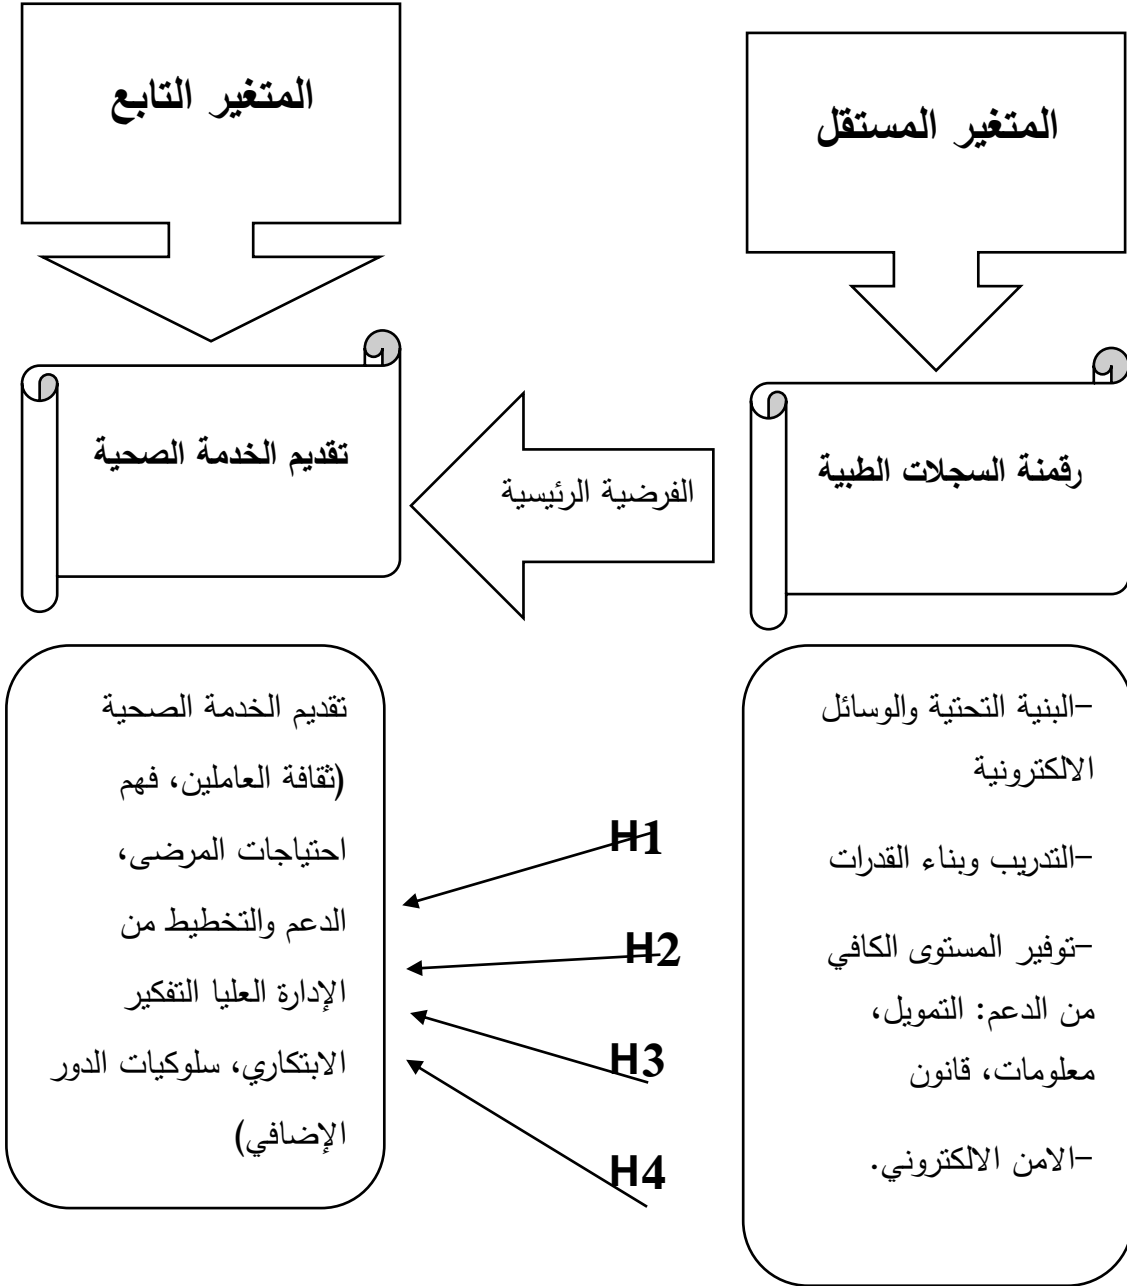 المتغير المستقل
المتغير التابع
رقمنة السجلات الطبية
الفرضية الرئيسية
تقديم الخدمة الصحية
-البنية التحتية والوسائل
الالكترونية
-التدريب وبناء القدرات
-توفير المستوى الكافي
من الدعم: التمويل،
معلومات، قانون
-الامن الالكتروني.
H1
H2
H3
H4
تقديم الخدمة الصحية
(ثقافة العاملين، فهم
احتياجات المرضى،
الدعم والتخطيط من
الإدارة العليا التفكير
الابتكاري، سلوكيات الدور
الإضافي)